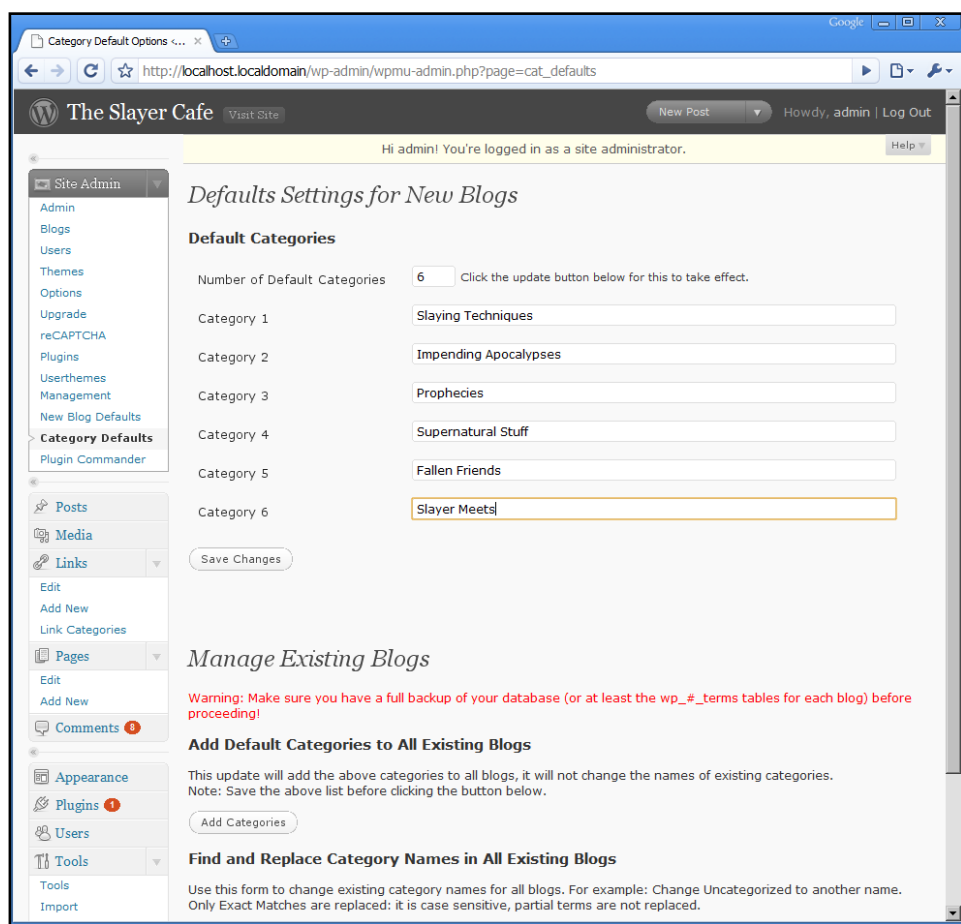 Google
Category Default Options <...
http://localhost.localdomain/wp-admin/wpmu-admin.php?page=cat_defaults
The Slayer Cafe Visit Site New Post Howdy, admin | Log Out
Hi admin! You're logged in as a site administrator. Help
Site Admin
Admin
Blogs
Users
Themes
Options
Upgrade
reCAPTCHA
Plugins
Userthemes
Management
New Blog Defaults
Category Defaults
Plugin Commander
Posts
Media
Links
Edit
Add New
Link Categories
Pages
Edit
Add New
Comments 8
Appearance
Plugins 1
Users
Tools
Tools
Import
Defaults Settings for New Blogs
Default Categories
Number of Default Categories 6 Click the update button below for this to take effect.
Category 1 Slaying Techniques
Category 2 Impending Apocalypses
Category 3 Prophecies
Category 4 Supernatural Stuff
Category 5 Fallen Friends
Category 6 Slayer Meets
Save Changes
Manage Existing Blogs
Warning: Make sure you have a full backup of your database (or at least the wp_#_terms tables for each blog) before
proceeding!
Add Default Categories to All Existing Blogs
This update will add the above categories to all blogs, it will not change the names of existing categories.
Note: Save the above list before clicking the button below.
Add Categories
Find and Replace Category Names in All Existing Blogs
Use this form to change existing category names for all blogs. For example: Change Uncategorized to another name.
Only Exact Matches are replaced: it is case sensitive, partial terms are not replaced.